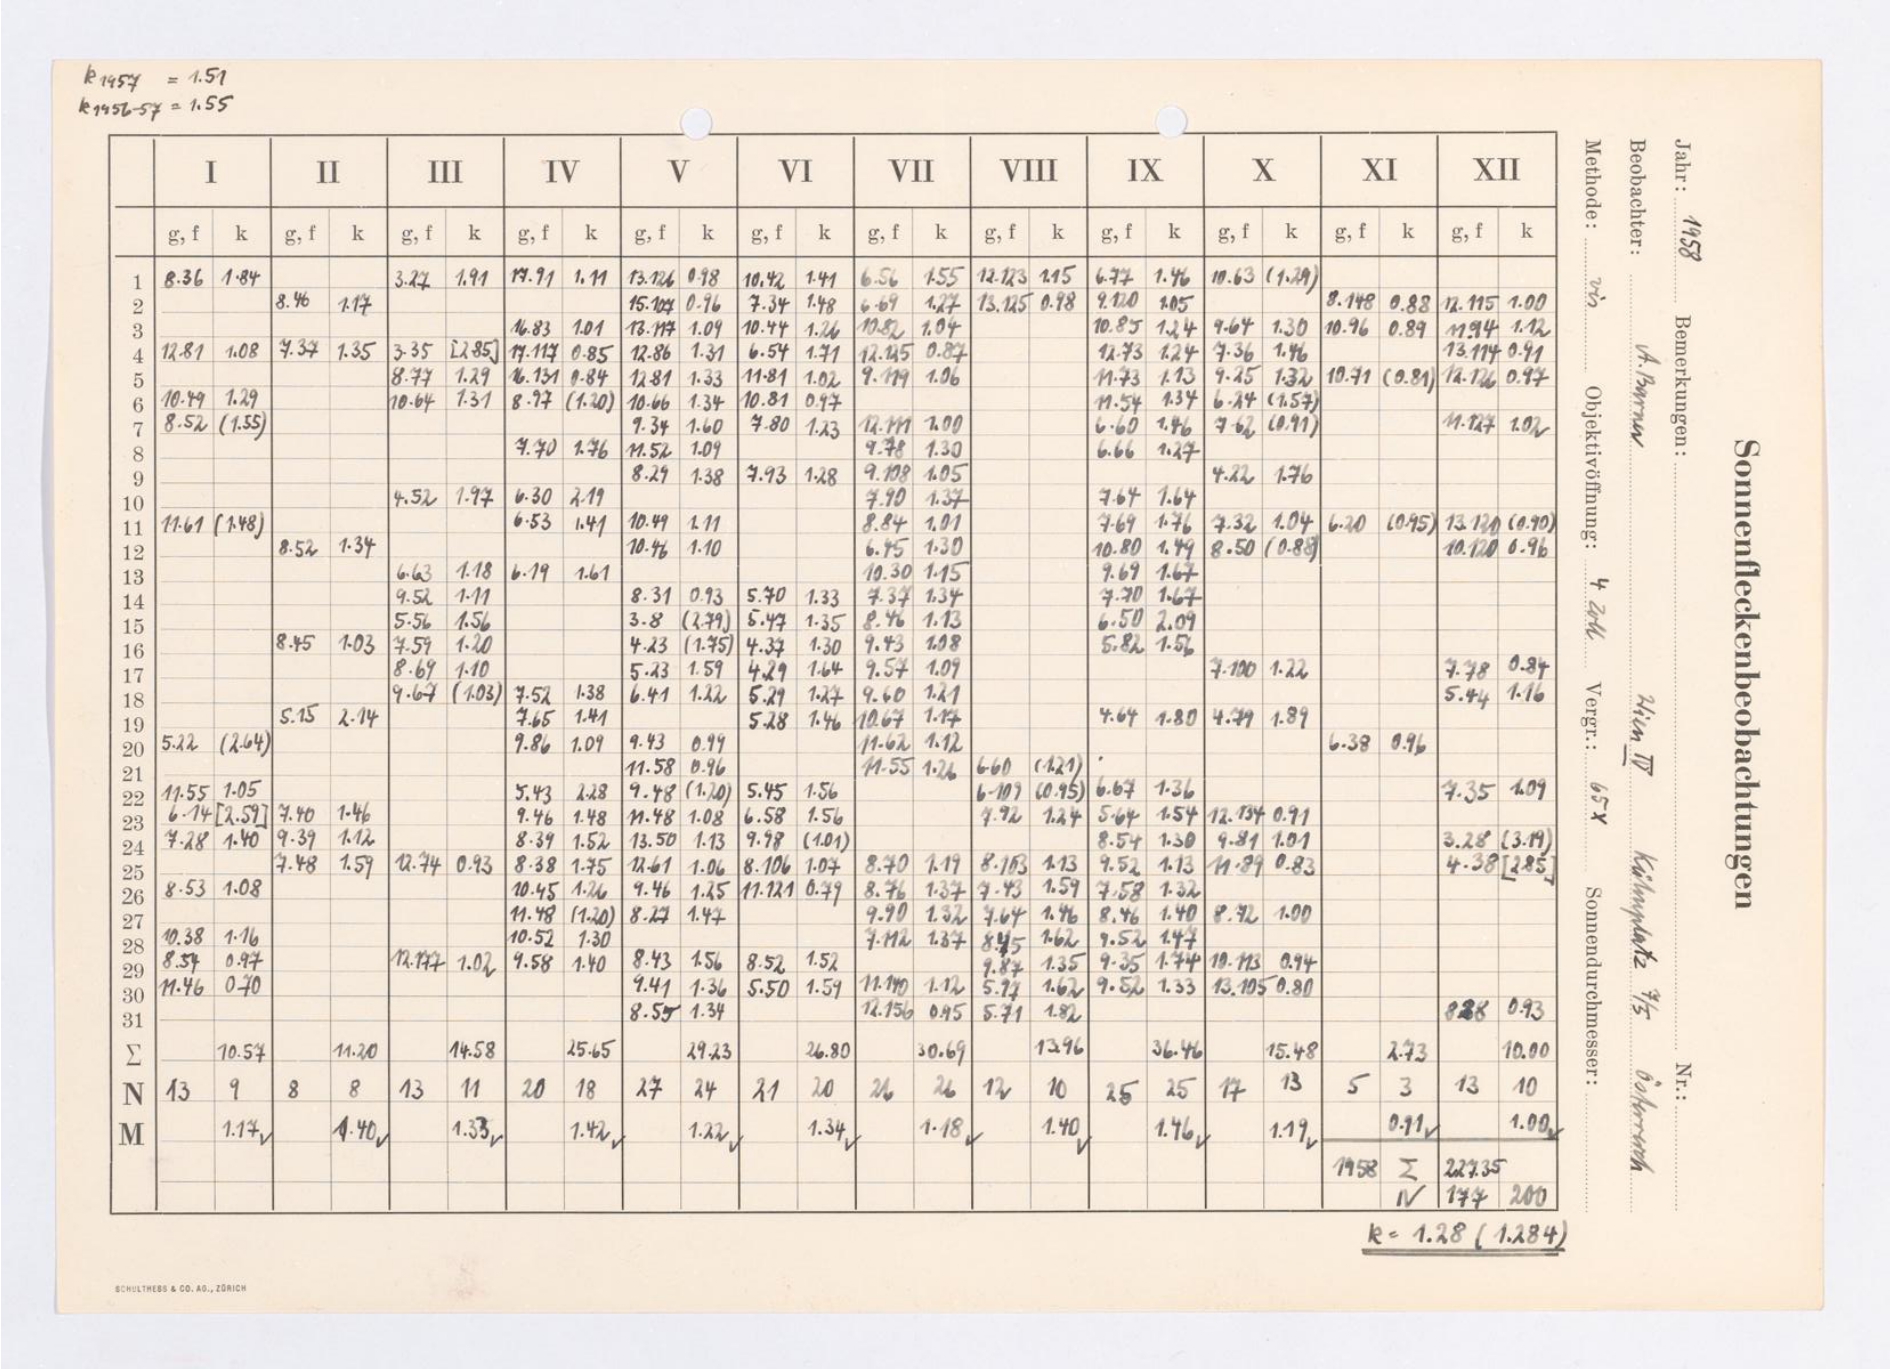 k 1957 = 1.51
k 1956-57 = 1.55
I II III IV V VI VII VIII IX X XI XII
g, f k g, f k g, f k g, f k g, f k g, f k g, f k g, f k g, f k g, f k g, f k g, f k
1 8.36 1.84 3.27 1.91 17.91 1.11 13.126 0.98 10.42 1.41 6.56 1.55 12.123 1.15 6.77 1.46 10.63 (1.29)
2 8.46 1.17 15.107 0.96 7.34 1.48 6.69 1.27 13.125 0.98 9.120 1.05 8.148 0.88 12.115 1.00
3 16.83 1.01 13.117 1.09 10.44 1.26 10.82 1.04 10.85 1.24 9.64 1.30 10.96 0.89 11.94 1.12
4 12.81 1.08 7.37 1.35 3.35 [2.85] 17.117 0.85 12.86 1.31 6.54 1.71 12.125 0.87 12.73 1.24 7.36 1.46 13.114 0.91
5 8.77 1.29 16.131 0.84 12.81 1.33 11.81 1.02 9.119 1.06 11.73 1.13 9.25 1.32 10.71 (0.81) 12.126 0.97
6 10.49 1.29 10.64 1.31 8.97 (1.20) 10.66 1.34 10.81 0.97 11.54 1.34 6.24 (1.57)
7 8.52 (1.55) 9.34 1.60 7.80 1.23 12.111 1.00 6.60 1.46 7.62 (0.91) 11.127 1.02
8 7.70 1.76 11.52 1.09 9.78 1.30 6.66 1.27
9 8.29 1.38 7.93 1.28 9.108 1.05 4.22 1.76
10 4.52 1.97 6.30 2.19 7.90 1.37 7.64 1.64
11 11.61 (1.48) 6.53 1.41 10.49 1.11 8.84 1.01 7.69 1.76 7.32 1.04 6.20 (0.95) 13.120 (0.90)
12 8.52 1.34 10.46 1.10 6.45 1.30 10.80 1.49 8.50 (0.88) 10.120 0.96
13 6.63 1.18 6.19 1.61 10.30 1.15 9.69 1.67
14 9.52 1.11 8.31 0.93 5.70 1.33 7.37 1.34 7.70 1.67
15 5.56 1.56 3.8 (2.79) 5.47 1.35 8.46 1.13 6.50 2.09
16 8.45 1.03 7.59 1.20 4.23 (1.75) 4.37 1.30 9.43 1.08 5.82 1.56
17 8.69 1.10 5.23 1.59 4.29 1.64 9.57 1.09 7.100 1.22 7.78 0.84
18 9.67 (1.03) 7.52 1.38 6.41 1.22 5.29 1.27 9.60 1.21 5.44 1.16
19 5.15 2.14 7.65 1.41 5.28 1.46 10.67 1.17 4.64 1.80 4.79 1.89
20 5.22 (2.64) 9.86 1.09 9.43 0.99 11.62 1.12 6.38 0.96
21 11.58 0.96 11.55 1.26 6.60 (1.21)
22 11.55 1.05 5.43 2.28 9.48 (1.20) 5.45 1.56 6.109 (0.95) 6.67 1.36 7.35 1.09
23 6.14 [2.59] 7.40 1.46 9.46 1.48 11.48 1.08 6.58 1.56 7.92 1.24 5.64 1.54 12.134 0.91
24 7.28 1.40 9.39 1.12 8.39 1.52 13.50 1.13 9.98 (1.01) 8.54 1.30 9.81 1.01 3.28 (3.19)
25 7.48 1.59 12.74 0.93 8.38 1.75 12.61 1.06 8.106 1.07 8.70 1.19 8.103 1.13 9.52 1.13 11.89 0.83 4.38 [2.85]
26 8.53 1.08 10.45 1.26 9.46 1.25 11.121 0.79 8.76 1.37 7.43 1.59 7.58 1.32
27 11.48 (1.20) 8.27 1.47 9.90 1.32 7.64 1.46 8.46 1.40 8.72 1.00
28 10.38 1.16 10.52 1.30 7.112 1.37 8.45 1.62 9.52 1.47
29 8.54 0.97 12.177 1.02 9.58 1.40 8.43 1.56 8.52 1.52 9.87 1.35 9.35 1.74 10.113 0.94
30 11.46 0.70 9.41 1.36 5.50 1.59 11.140 1.12 5.97 1.62 9.52 1.33 13.105 0.80
31 8.55 1.34 12.156 0.95 5.71 1.82 0.93
Σ 10.57 11.20 14.58 25.65 29.23 26.80 30.69 13.96 36.46 15.48 2.73 10.00
N 13 9 8 8 13 11 20 18 27 24 21 20 26 26 12 10 25 25 17 13 5 3 13 10
M 1.17✓ 1.40✓ 1.33✓ 1.42✓ 1.22✓ 1.34✓ 1.18✓ 1.40✓ 1.46✓ 1.19✓ 0.91✓ 1.00✓
1958 Σ 227.35
N 177 200
k = 1.28 (1.284)
SCHULTHESS & CO. AG., ZÜRICH
Sonnenfleckenbeobachtungen
Jahr: 1958 Bemerkungen: Nr.:
Beobachter: A. Barnes Wien IV Kühnplatz 7/5 Österreich
Methode: vis Objektivöffnung: 4 Zoll Vergr.: 65x Sonnendurchmesser: